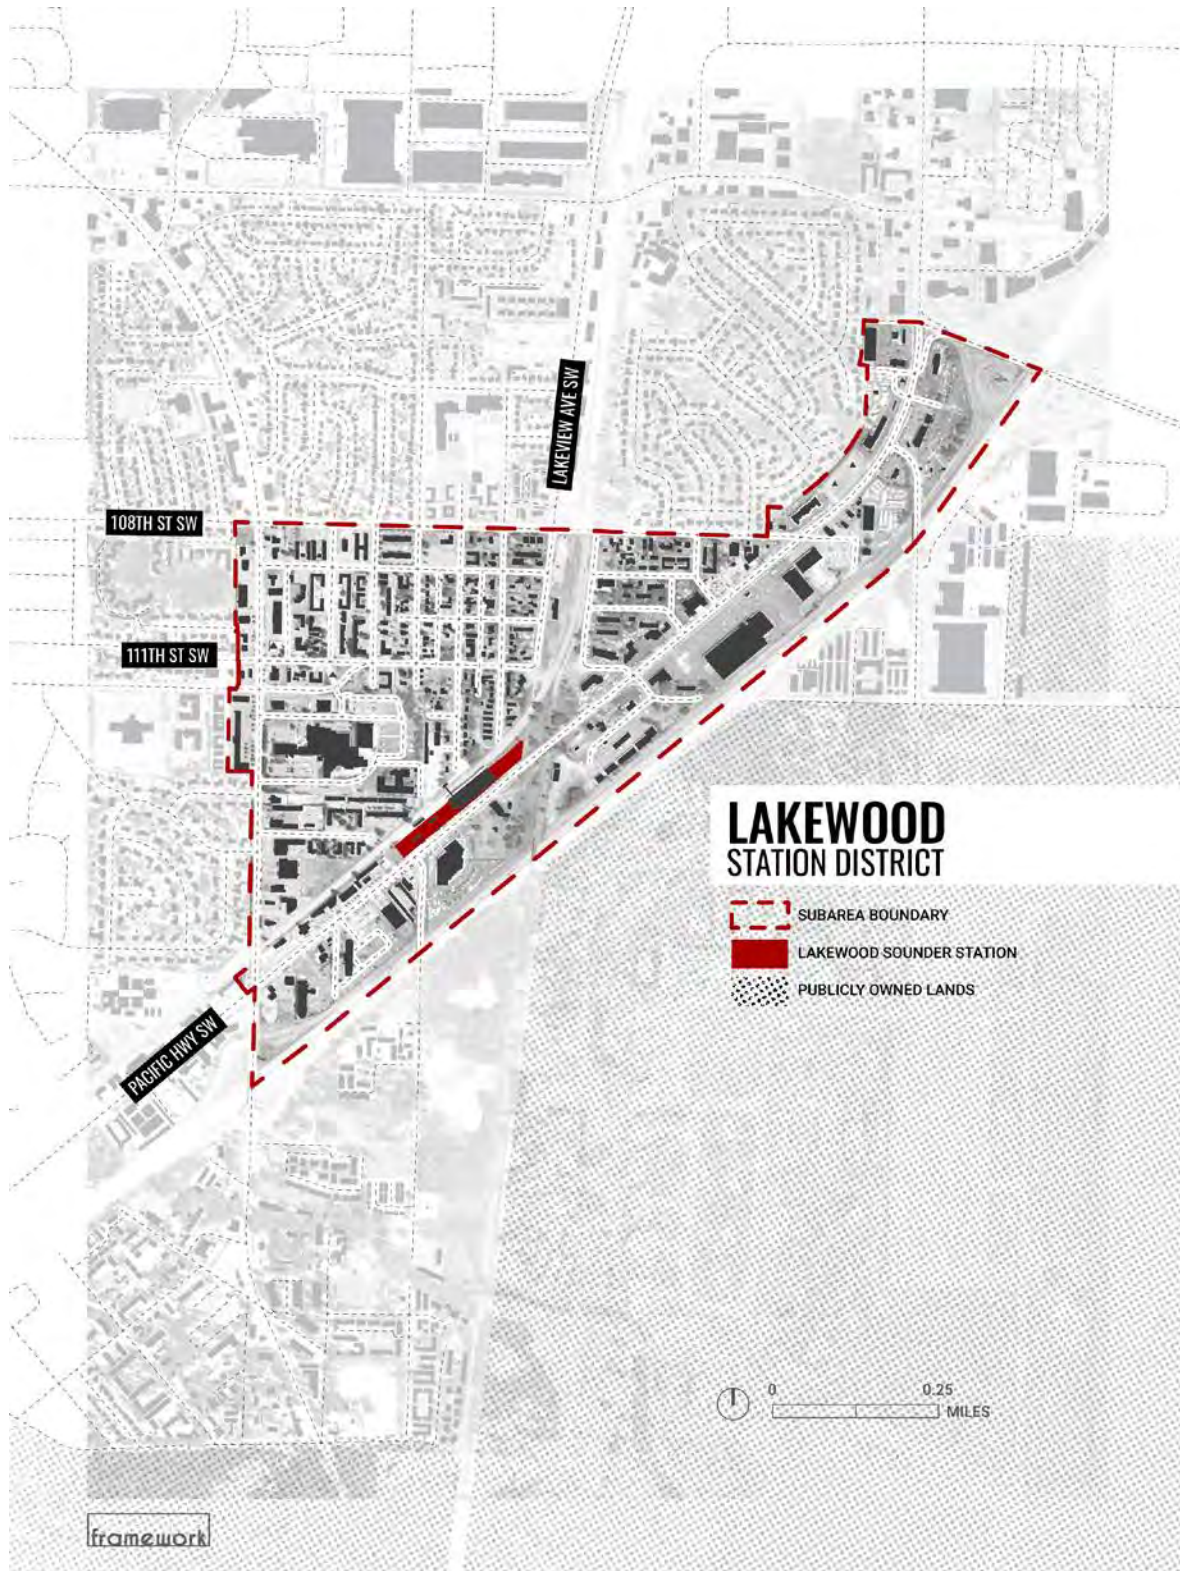 LAKEVIEW AVE SW
108TH ST SW
111TH ST SW
PACIFIC HWY SW
LAKEWOOD
STATION DISTRICT
SUBAREA BOUNDARY
LAKEWOOD SOUNDER STATION
PUBLICLY OWNED LANDS
0 0.25
MILES
framework